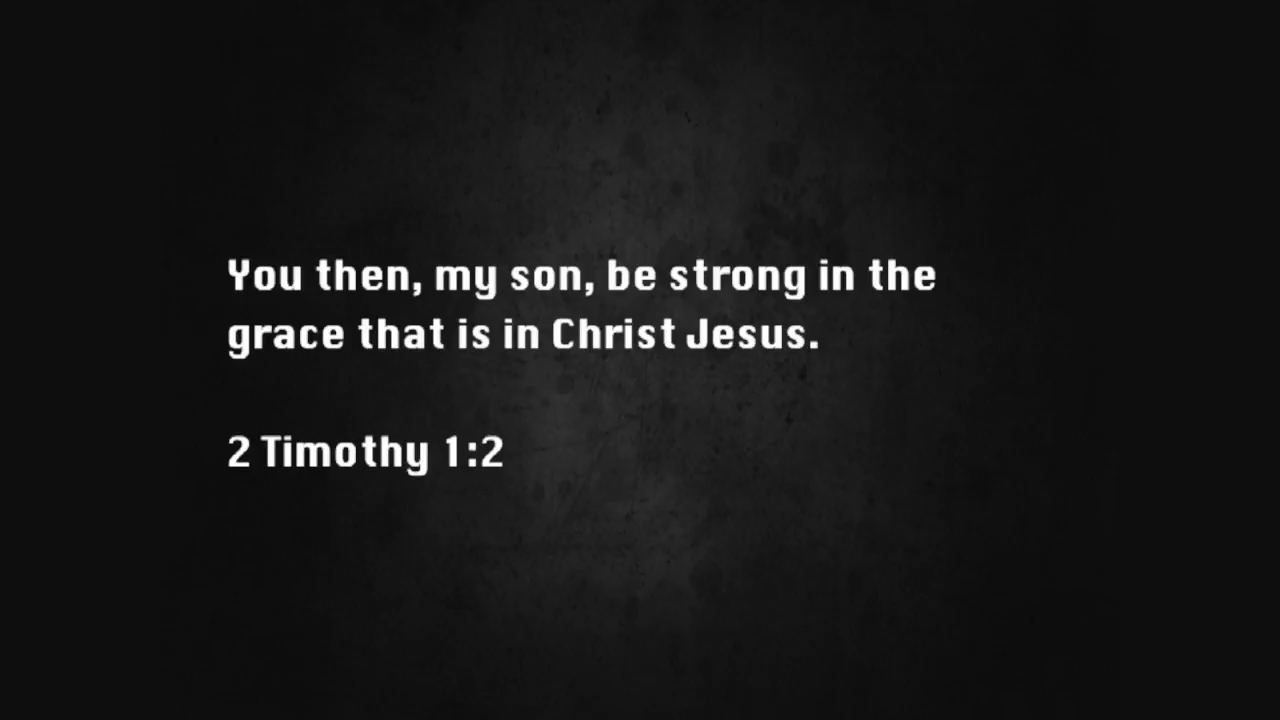 You then, my son, be strong in the
grace that is in Christ Jesus.
2 Timothy 1:2